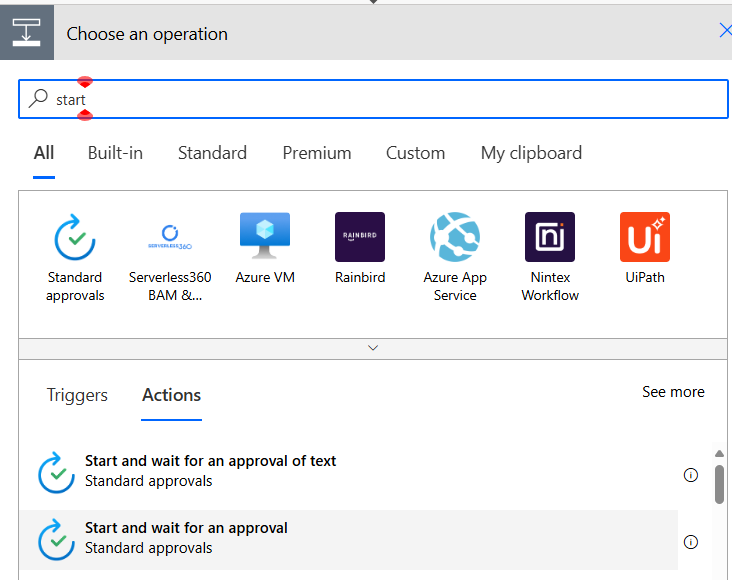 Choose an operation
start
All Built-in Standard Premium Custom My clipboard
SERVERLESS360
RAINBIRD
ni
Ui
Standard approvals
Serverless360 BAM &...
Azure VM
Rainbird
Azure App Service
Nintex Workflow
UiPath
Triggers Actions See more
Start and wait for an approval of text
Standard approvals
Start and wait for an approval
Standard approvals